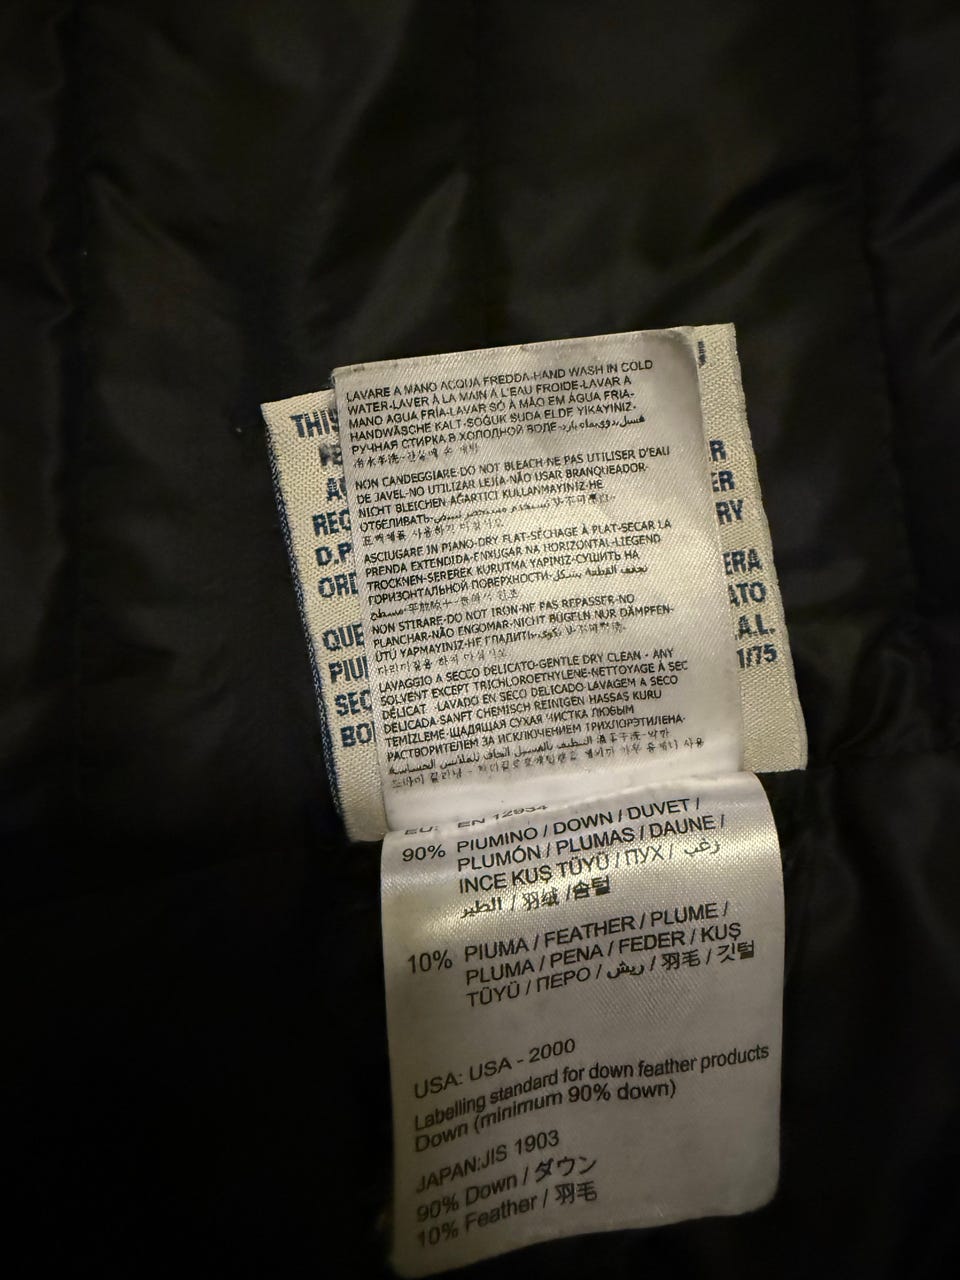 THIS
REC
D.P
ORD
QUE
PIU
SEC
BO
ER
RY
ERA
ATO
A.L.
1/75
LAVARE A MANO ACQUA FREDDA-HAND WASH IN COLD
WATER-LAVER À LA MAIN À L'EAU FROIDE-LAVAR A
MANO AGUA FRÍA-LAVAR SÓ À MÃO EM ÁGUA FRIA-
HANDWÄSCHE KALT-SOĞUK SUDA ELDE YIKAYINIZ-
РУЧНАЯ СТИРКА В ХОЛОДНОЙ ВОДЕ-
NON CANDEGGIARE-DO NOT BLEACH-NE PAS UTILISER D'EAU
DE JAVEL-NO UTILIZAR LEJÍA-NÃO USAR BRANQUEADOR-
NICHT BLEICHEN-AĞARTICI KULLANMAYINIZ-НЕ
ОТБЕЛИВАТЬ-
ASCIUGARE IN PIANO-DRY FLAT-SÉCHAGE À PLAT-SECAR LA
PRENDA EXTENDIDA-ENXUGAR NA HORIZONTAL-LIEGEND
TROCKNEN-SEREREK KURUTMA YAPINIZ-СУШИТЬ НА
ГОРИЗОНТАЛЬНОЙ ПОВЕРХНОСТИ-
NON STIRARE-DO NOT IRON-NE PAS REPASSER-NO
PLANCHAR-NÃO ENGOMAR-NICHT BÜGELN NUR DÄMPFEN-
ÜTÜ YAPMAYINIZ-НЕ ГЛАДИТЬ-
LAVAGGIO A SECCO DELICATO-GENTLE DRY CLEAN - ANY
SOLVENT EXCEPT TRICHLOROETHYLENE-NETTOYAGE À SEC
DÉLICAT -LAVADO EN SECO DELICADO-LAVAGEM A SECO
DELICADA-SANFT CHEMISCH REINIGEN HASSAS KURU
TEMİZLEME-ЩАДЯЩАЯ СУХАЯ ЧИСТКА ЛЮБЫМ
РАСТВОРИТЕЛЕМ ЗА ИСКЛЮЧЕНИЕМ ТРИХЛОРЭТИЛЕНА-
EU: EN 12934
90% PIUMINO / DOWN / DUVET /
PLUMÓN / PLUMAS / DAUNE /
INCE KUŞ TÜYÜ / ПУХ / زغب
الطير / 羽绒 /솜털
10% PIUMA / FEATHER / PLUME /
PLUMA / PENA / FEDER / KUŞ
TÜYÜ / ПЕРО / ريش / 羽毛 / 깃털
USA: USA - 2000
Labelling standard for down feather products
Down (minimum 90% down)
JAPAN:JIS 1903
90% Down / ダウン
10% Feather / 羽毛